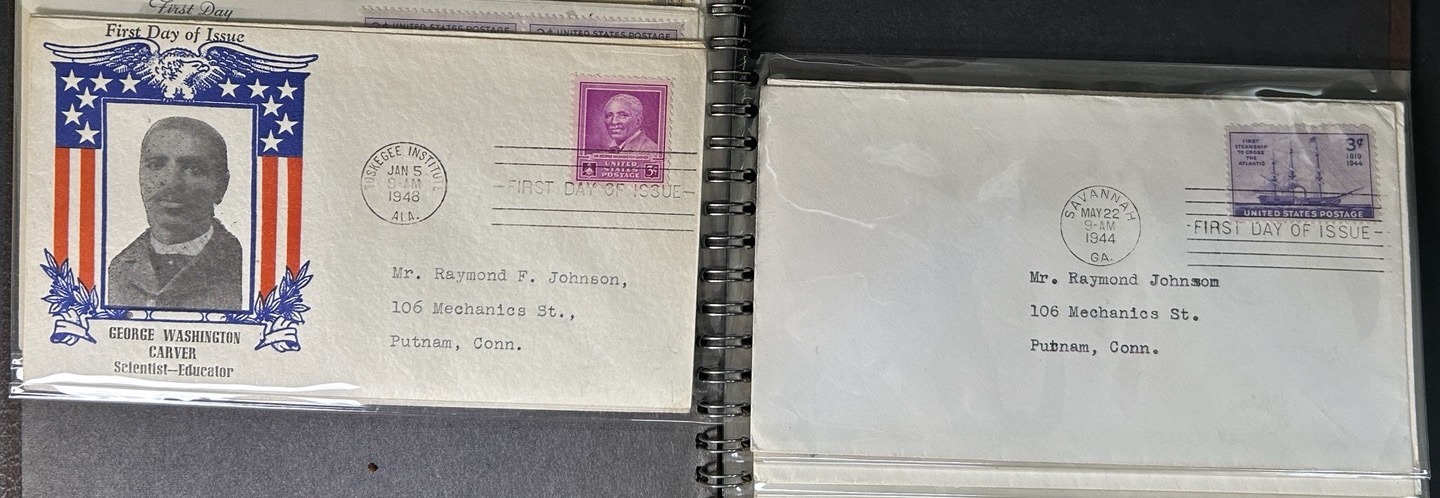 First Day
3¢ UNITED STATES POSTAGE
3¢ UNITED STATES POSTAGE
First Day of Issue
GEORGE WASHINGTON
CARVER
Scientist—Educator
TUSKEGEE INSTITUTE
JAN 5
9-AM
1948
ALA.
UNITED
STATES
POSTAGE
3¢
FIRST DAY OF ISSUE
Mr. Raymond F. Johnson,
106 Mechanics St.,
Putnam, Conn.
SAVANNAH
MAY 22
9-AM
1944
GA.
FIRST
STEAMSHIP
TO CROSS
THE
ATLANTIC
3¢
1819
1944
UNITED STATES POSTAGE
FIRST DAY OF ISSUE
Mr. Raymond Johnson
106 Mechanics St.
Putnam, Conn.